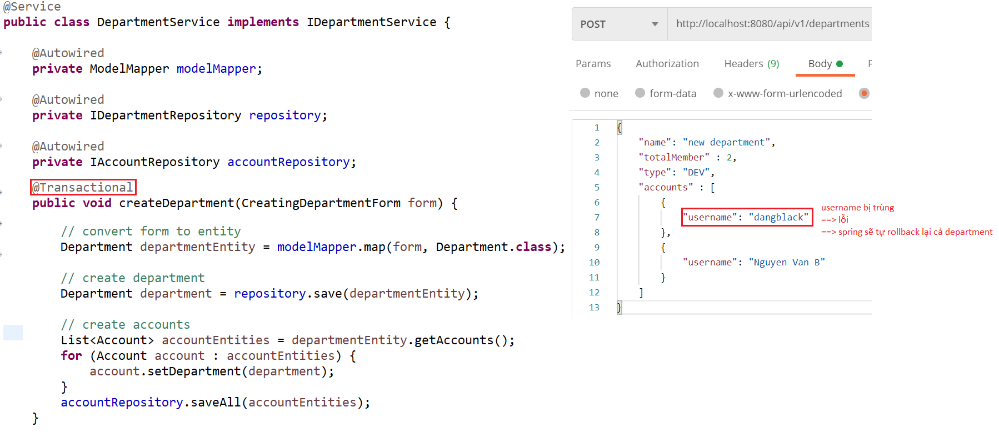 @Service
public class DepartmentService implements IDepartmentService {
@Autowired
private ModelMapper modelMapper;
@Autowired
private IDepartmentRepository repository;
@Autowired
private IAccountRepository accountRepository;
@Transactional
public void createDepartment(CreatingDepartmentForm form) {
// convert form to entity
Department departmentEntity = modelMapper.map(form, Department.class);
// create department
Department department = repository.save(departmentEntity);
// create accounts
List<Account> accountEntities = departmentEntity.getAccounts();
for (Account account : accountEntities) {
account.setDepartment(department);
}
accountRepository.saveAll(accountEntities);
}
POST http://localhost:8080/api/v1/departments
Params Authorization Headers (9) Body
none form-data x-www-form-urlencoded
1 {
2 "name": "new department",
3 "totalMember" : 2,
4 "type": "DEV",
5 "accounts" : [
6 {
7 "username": "dangblack"
8 },
9 {
10 "username": "Nguyen Van B"
11 }
12 ]
13 }
username bị trùng
==> lỗi
==> spring sẽ tự rollback lại cả department